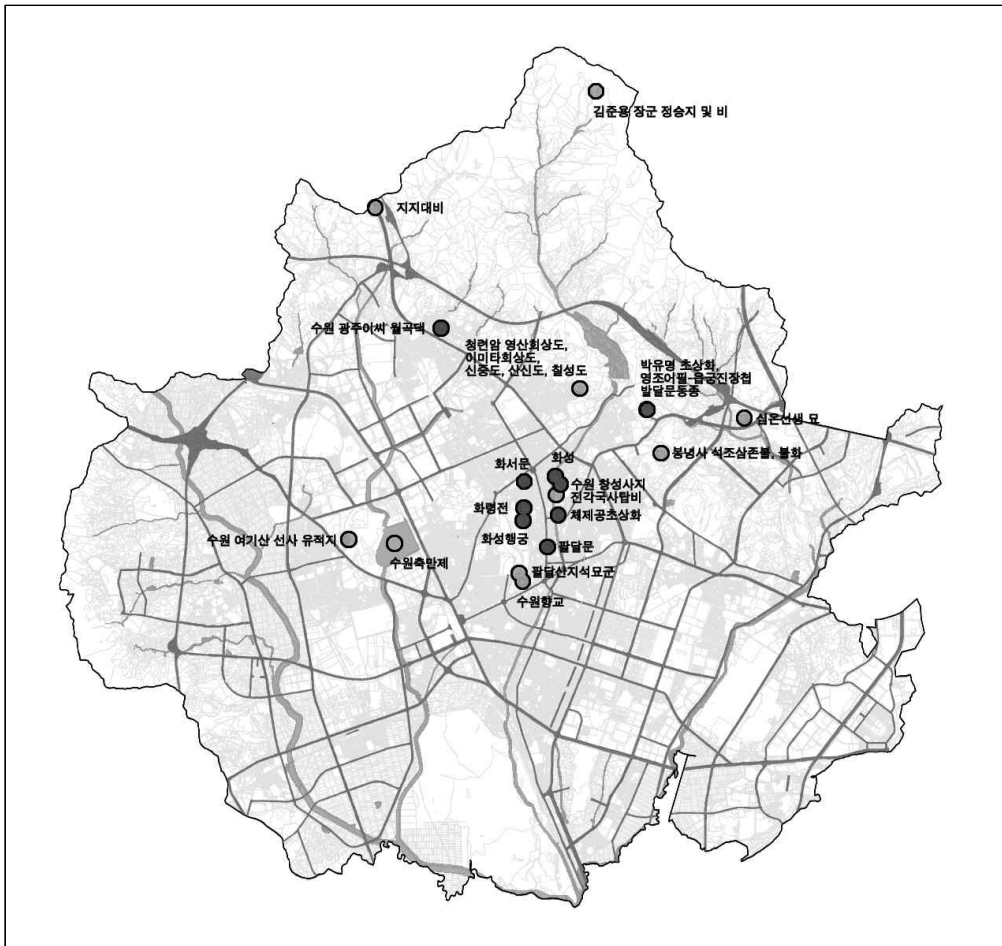 김준용 장군 정승지 및 비
지지대비
수원 광주이씨 월곡댁
청련암 영산회상도,
아미타회상도,
신중도, 산신도, 칠성도
박유명 초상화,
영조어필-읍궁진장첩
팔달문동종
심온선생 묘
봉녕사 석조삼존불, 불화
화서문
화성
수원 창성사지
진각국사탑비
화령전
체제공초상화
화성행궁
팔달문
수원 여기산 선사 유적지
수원축만제
팔달산지석묘군
수원향교